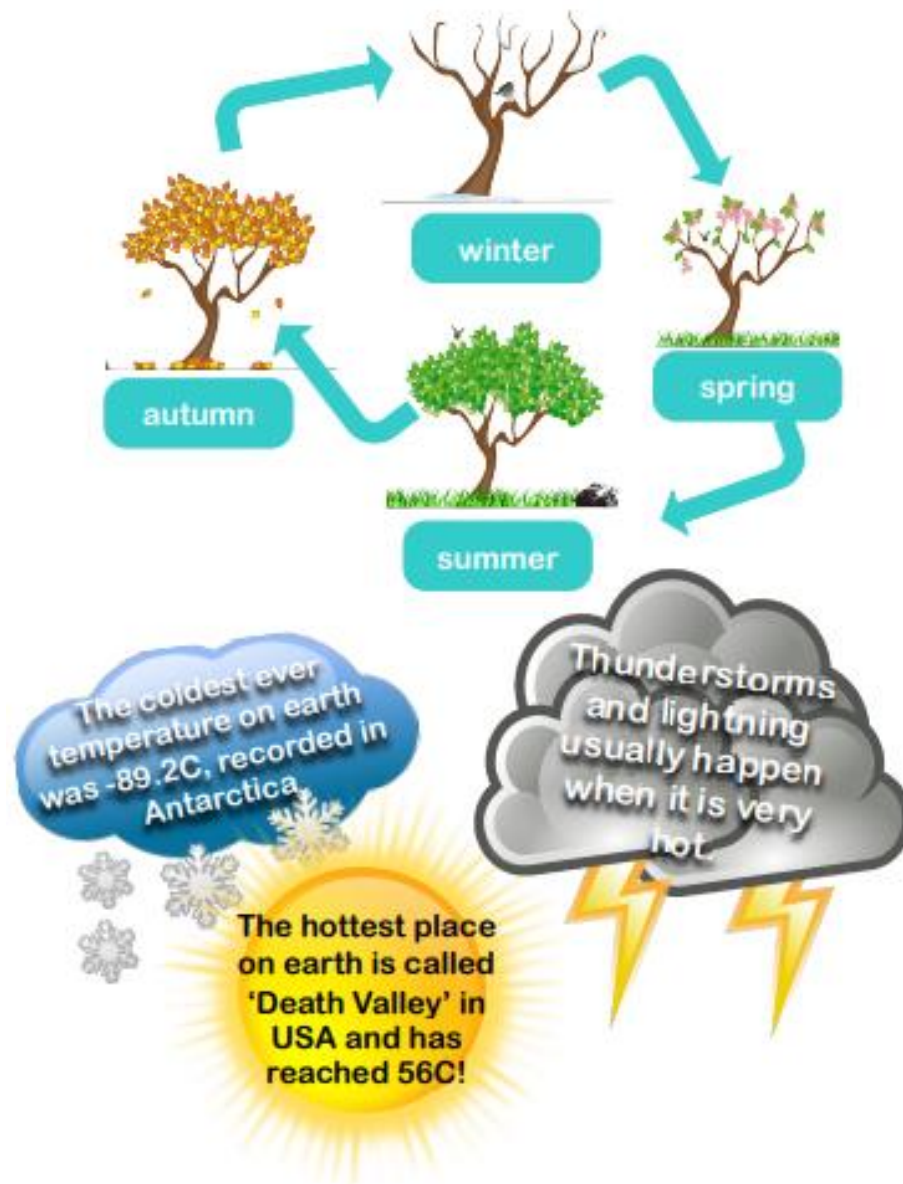 winter
spring
autumn
summer
The coldest ever
temperature on earth
was -89.2C, recorded in
Antarctica
Thunderstorms
and lightning
usually happen
when it is very
hot.
The hottest place
on earth is called
‘Death Valley’ in
USA and has
reached 56C!